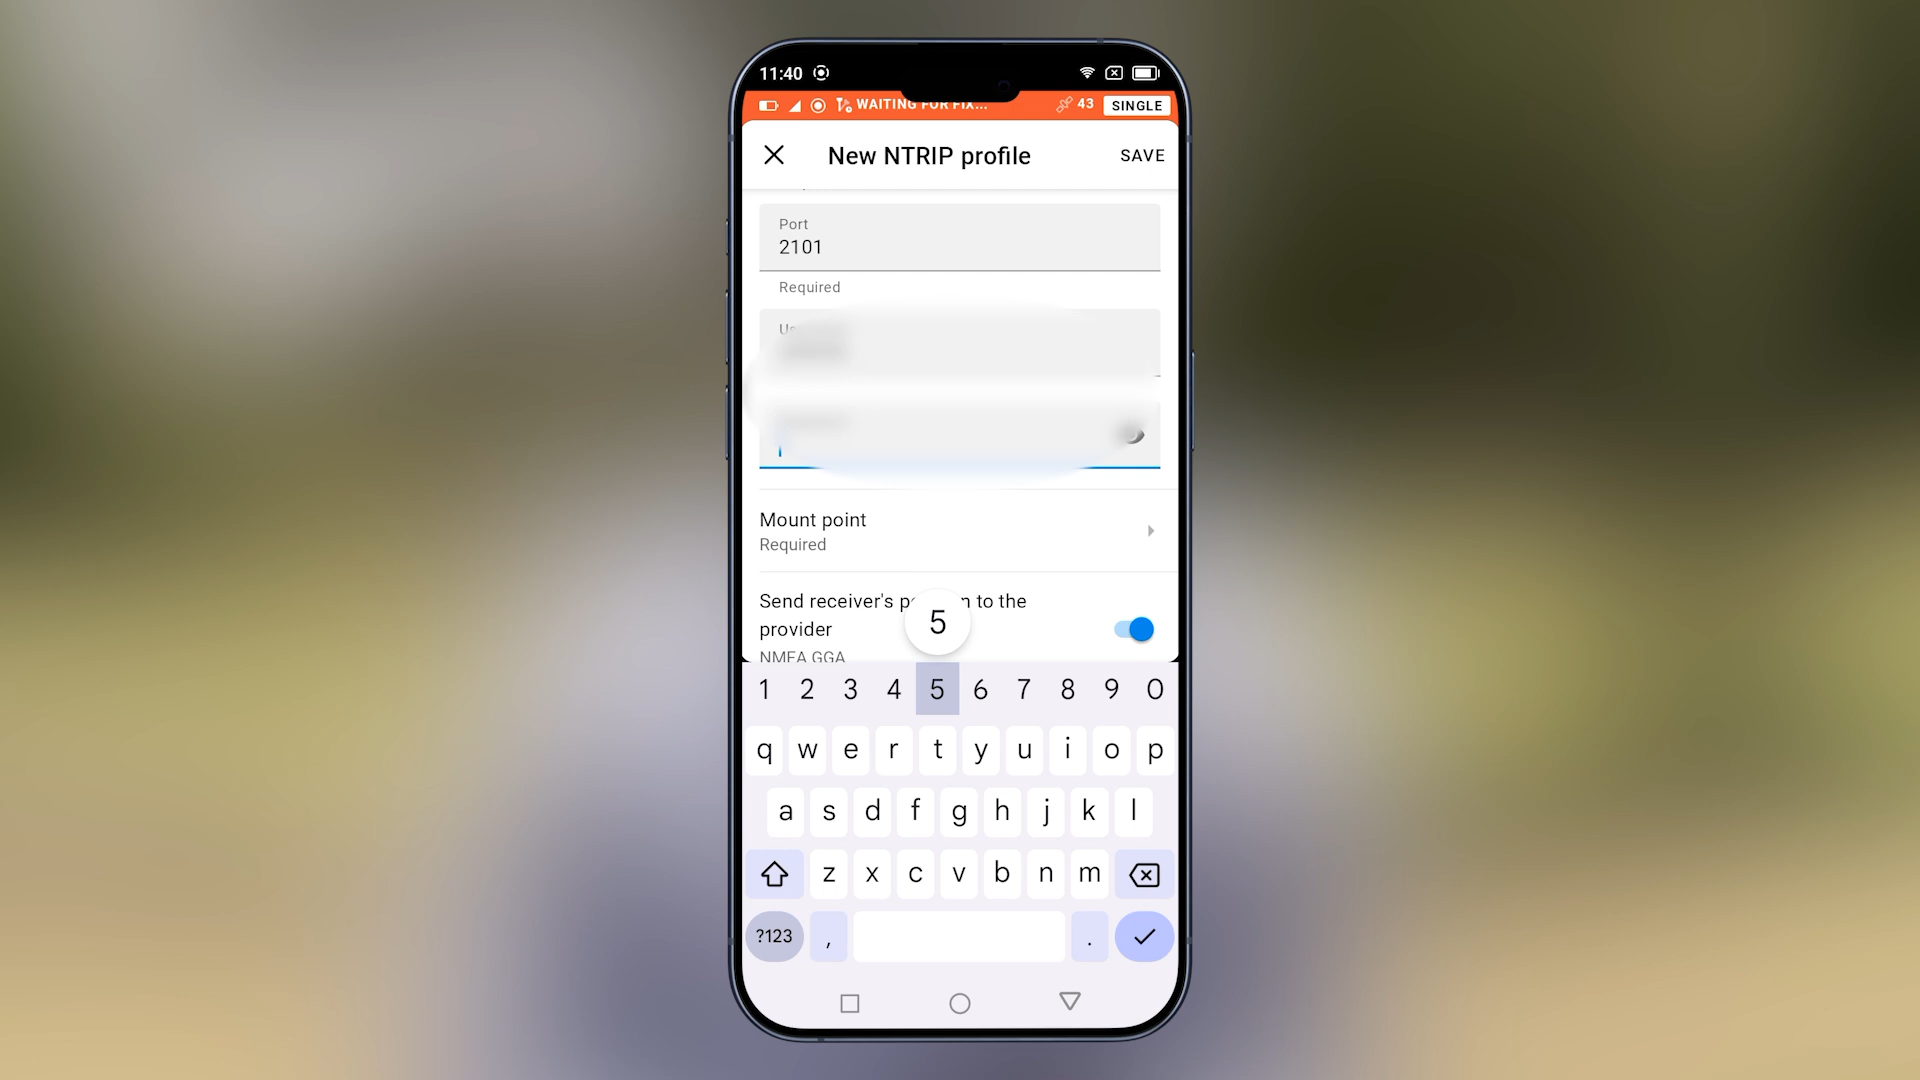 11:40
WAITING FOR FIX... 43 SINGLE
New NTRIP profile SAVE
Port
2101
Required
Mount point
Required
Send receiver's to the
provider
NMEA GGA
5
1 2 3 4 5 6 7 8 9 0
q w e r t y u i o p
a s d f g h j k l
z x c v b n m
?123 , .